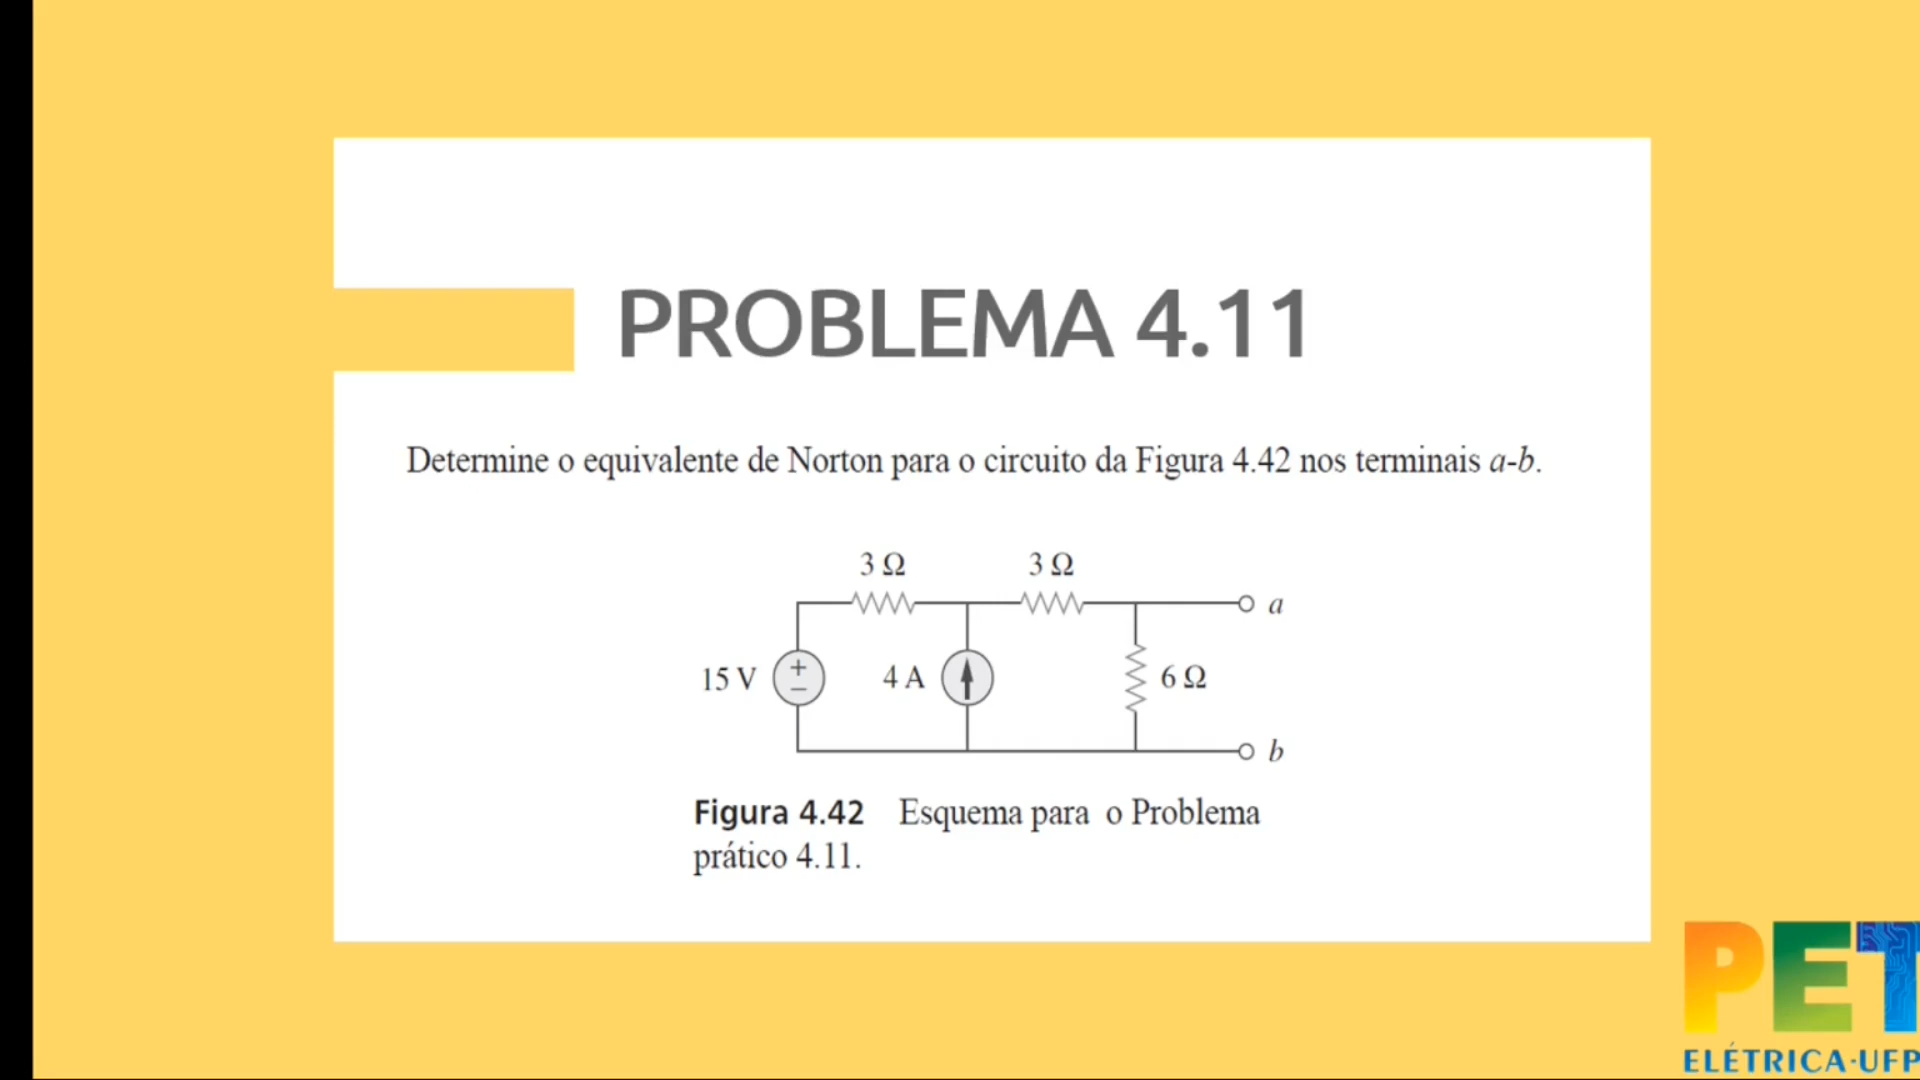 PROBLEMA 4.11
Determine o equivalente de Norton para o circuito da Figura 4.42 nos terminais a-b.
3 Ω 3 Ω
a
15 V + − 4 A 6 Ω
b
Figura 4.42 Esquema para o Problema
prático 4.11.
PET
ELÉTRICA-UFP